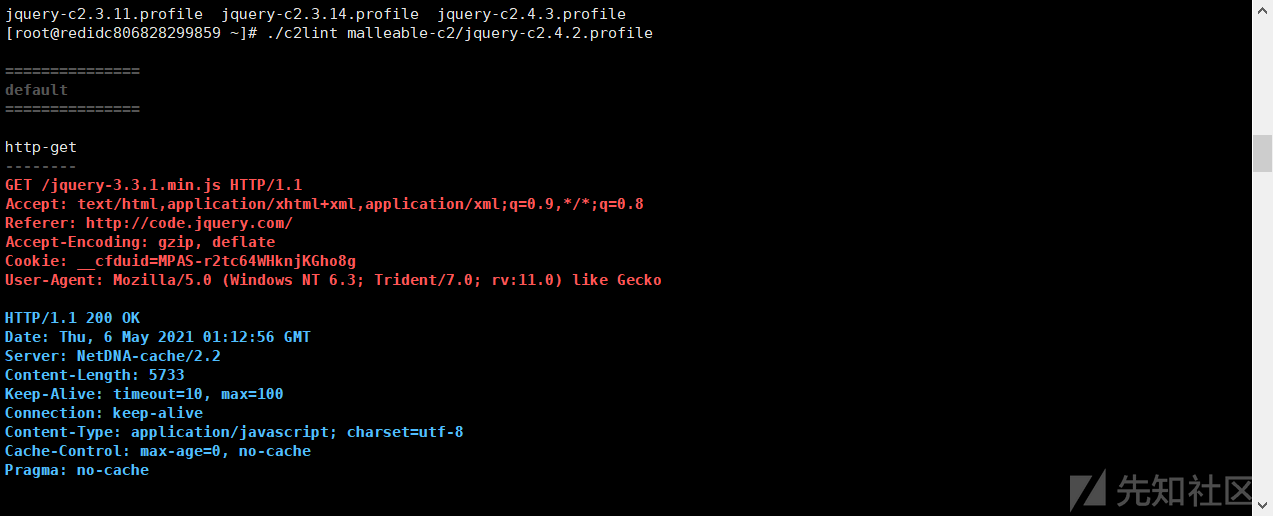 jquery-c2.3.11.profile  jquery-c2.3.14.profile  jquery-c2.4.3.profile
[root@redidc806828299859 ~]# ./c2lint malleable-c2/jquery-c2.4.2.profile
===============
default
===============
http-get
--------
GET /jquery-3.3.1.min.js HTTP/1.1
Accept: text/html,application/xhtml+xml,application/xml;q=0.9,*/*;q=0.8
Referer: http://code.jquery.com/
Accept-Encoding: gzip, deflate
Cookie: __cfduid=MPAS-r2tc64WHknjKGho8g
User-Agent: Mozilla/5.0 (Windows NT 6.3; Trident/7.0; rv:11.0) like Gecko
HTTP/1.1 200 OK
Date: Thu, 6 May 2021 01:12:56 GMT
Server: NetDNA-cache/2.2
Content-Length: 5733
Keep-Alive: timeout=10, max=100
Connection: keep-alive
Content-Type: application/javascript; charset=utf-8
Cache-Control: max-age=0, no-cache
Pragma: no-cache
先知社区